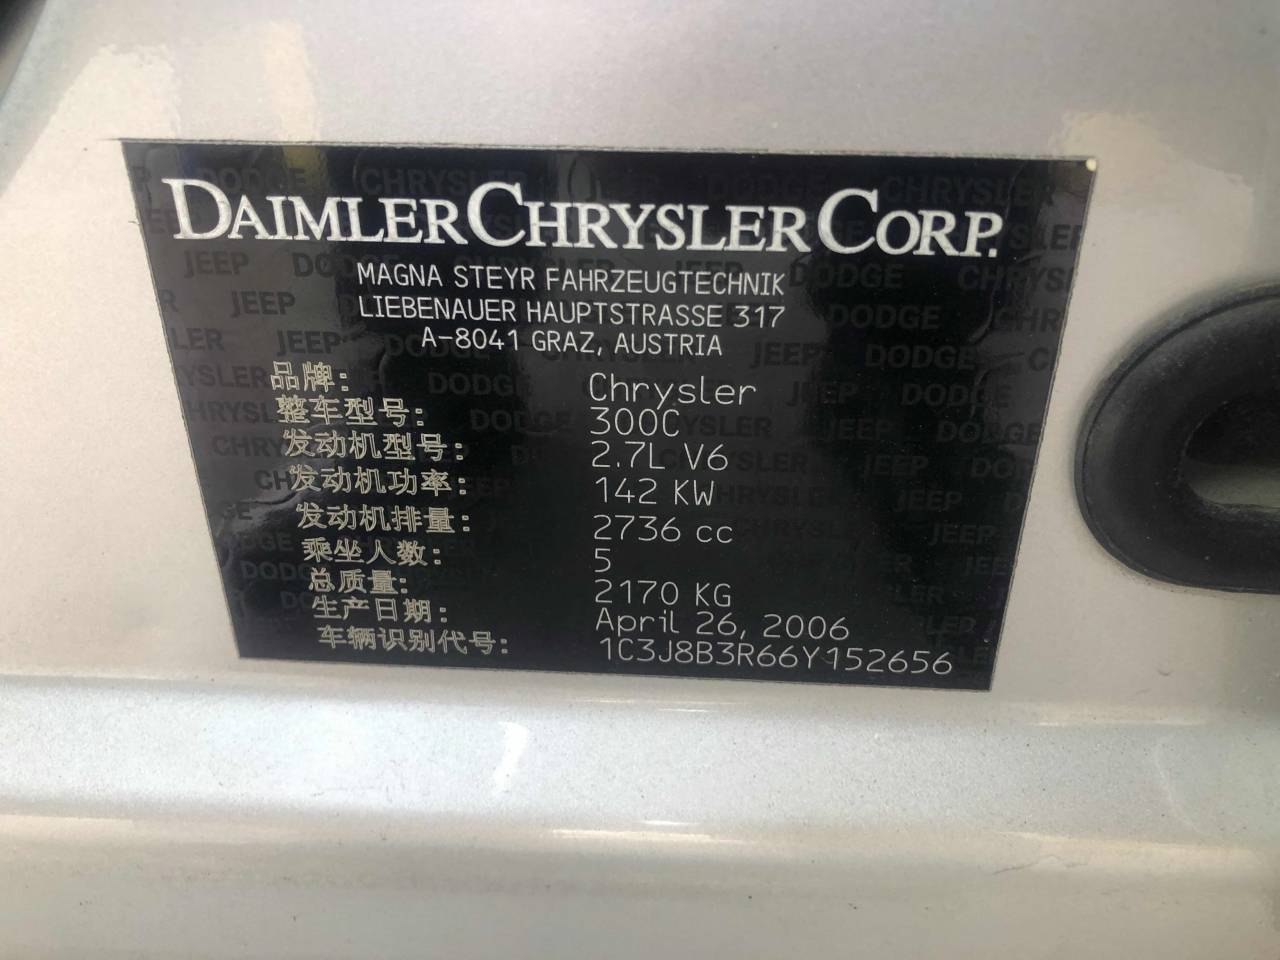 DAIMLERCHRYSLER CORP.
MAGNA STEYR FAHRZEUGTECHNIK
LIEBENAUER HAUPTSTRASSE 317
A-8041 GRAZ, AUSTRIA
品牌: Chrysler
整车型号: 300C
发动机型号: 2.7L V6
发动机功率: 142 KW
发动机排量: 2736 cc
乘坐人数: 5
总质量: 2170 KG
生产日期: April 26, 2006
车辆识别代号: 1C3J8B3R66Y152656